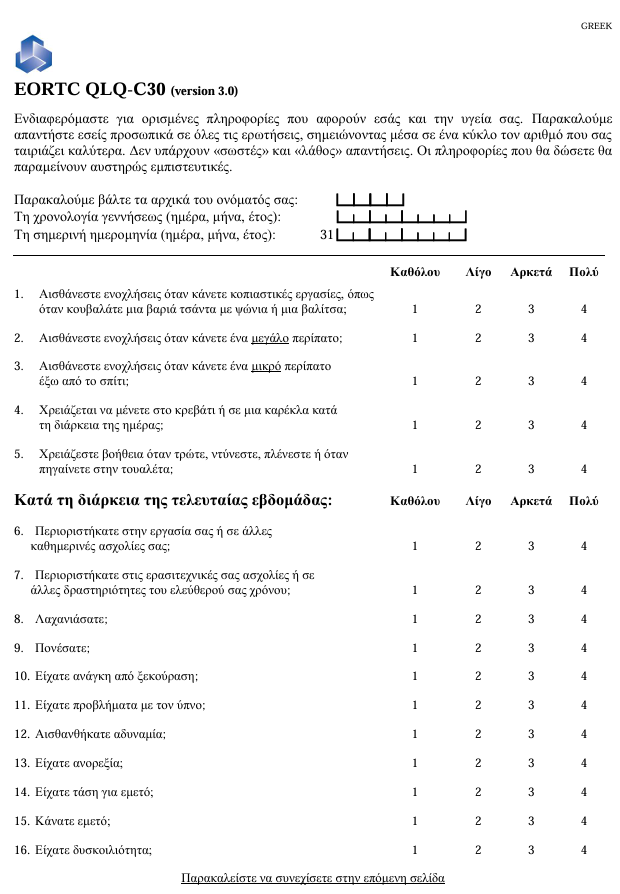 GREEK
EORTC QLQ-C30 (version 3.0)
Ενδιαφερόμαστε για ορισμένες πληροφορίες που αφορούν εσάς και την υγεία σας. Παρακαλούμε
απαντήστε εσείς προσωπικά σε όλες τις ερωτήσεις, σημειώνοντας μέσα σε ένα κύκλο τον αριθμό που σας
ταιριάζει καλύτερα. Δεν υπάρχουν «σωστές» και «λάθος» απαντήσεις. Οι πληροφορίες που θα δώσετε θα
παραμείνουν αυστηρώς εμπιστευτικές.
Παρακαλούμε βάλτε τα αρχικά του ονόματός σας:
Τη χρονολογία γεννήσεως (ημέρα, μήνα, έτος):
Τη σημερινή ημερομηνία (ημέρα, μήνα, έτος): 31
Καθόλου Λίγο Αρκετά Πολύ
1. Αισθάνεστε ενοχλήσεις όταν κάνετε κοπιαστικές εργασίες, όπως
όταν κουβαλάτε μια βαριά τσάντα με ψώνια ή μια βαλίτσα; 1 2 3 4
2. Αισθάνεστε ενοχλήσεις όταν κάνετε ένα μεγάλο περίπατο; 1 2 3 4
3. Αισθάνεστε ενοχλήσεις όταν κάνετε ένα μικρό περίπατο
έξω από το σπίτι; 1 2 3 4
4. Χρειάζεται να μένετε στο κρεβάτι ή σε μια καρέκλα κατά
τη διάρκεια της ημέρας; 1 2 3 4
5. Χρειάζεστε βοήθεια όταν τρώτε, ντύνεστε, πλένεστε ή όταν
πηγαίνετε στην τουαλέτα; 1 2 3 4
Κατά τη διάρκεια της τελευταίας εβδομάδας: Καθόλου Λίγο Αρκετά Πολύ
6. Περιοριστήκατε στην εργασία σας ή σε άλλες
καθημερινές ασχολίες σας; 1 2 3 4
7. Περιοριστήκατε στις ερασιτεχνικές σας ασχολίες ή σε
άλλες δραστηριότητες του ελεύθερού σας χρόνου; 1 2 3 4
8. Λαχανιάσατε; 1 2 3 4
9. Πονέσατε; 1 2 3 4
10. Είχατε ανάγκη από ξεκούραση; 1 2 3 4
11. Είχατε προβλήματα με τον ύπνο; 1 2 3 4
12. Αισθανθήκατε αδυναμία; 1 2 3 4
13. Είχατε ανορεξία; 1 2 3 4
14. Είχατε τάση για εμετό; 1 2 3 4
15. Κάνατε εμετό; 1 2 3 4
16. Είχατε δυσκοιλιότητα; 1 2 3 4
Παρακαλείστε να συνεχίσετε στην επόμενη σελίδα